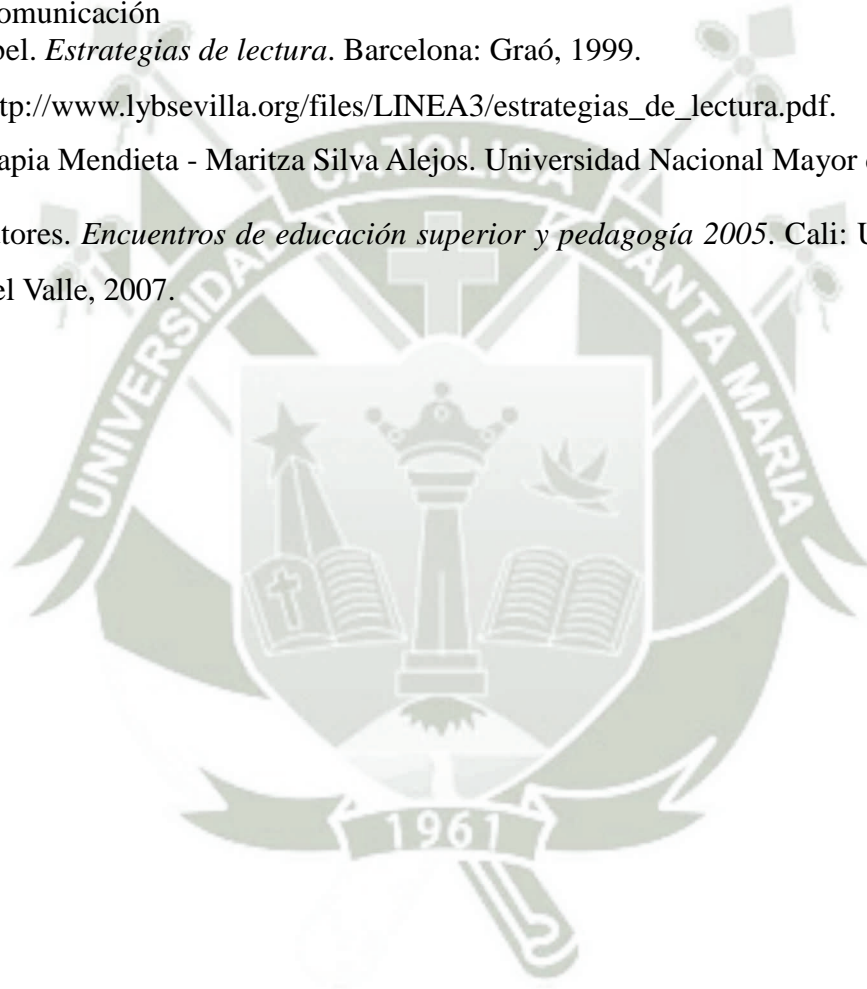 omunicación
bel. Estrategias de lectura. Barcelona: Graó, 1999.
tp://www.lybsevilla.org/files/LINEA3/estrategias_de_lectura.pdf.
apia Mendieta - Maritza Silva Alejos. Universidad Nacional Mayor
tores. Encuentros de educación superior y pedagogía 2005. Cali: U
el Valle, 2007.
UNIVERSIDAD CATOLICA SANTA MARIA
1961